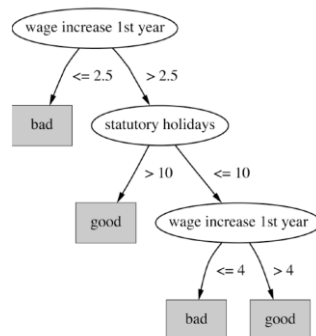 wage increase 1st year
<= 2.5
> 2.5
bad
statutory holidays
> 10
<= 10
good
wage increase 1st year
<= 4
> 4
bad
good